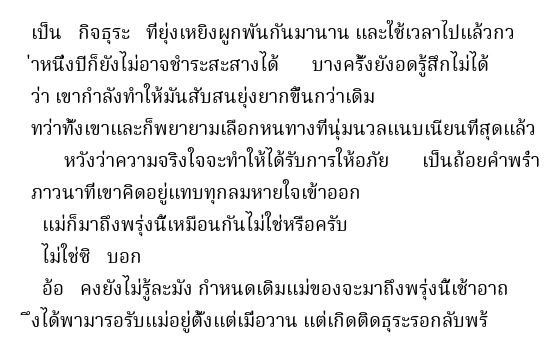 เป็น กิจธุระ ที่ยุ่งเหยิงผูกพันกันมานาน และใช้เวลาไปแล้วกว
่าหนึ่งปีก็ยังไม่อาจชำระสะสางได้ บางครั้งยังอดรู้สึกไม่ได้
ว่า เขากำลังทำให้มันสับสนยุ่งยากขึ้นกว่าเดิม
ทว่าทั้งเขาและก็พยายามเลือกหนทางที่นุ่มนวลแนบเนียนที่สุดแล้ว
หวังว่าความจริงใจจะทำให้ได้รับการให้อภัย เป็นถ้อยคำพร่ำ
ภาวนาที่เขาคิดอยู่แทบทุกลมหายใจเข้าออก
แม่ก็มาถึงพรุ่งนี้เหมือนกันไม่ใช่หรือครับ
ไม่ใช่ซิ บอก
อ้อ คงยังไม่รู้ละมัง กำหนดเดิมแม่ของจะมาถึงพรุ่งนี้เช้าอาถ
ึงได้พามารอรับแม่อยู่ตั้งแต่เมื่อวาน แต่เกิดติดธุระรอกลับพร้